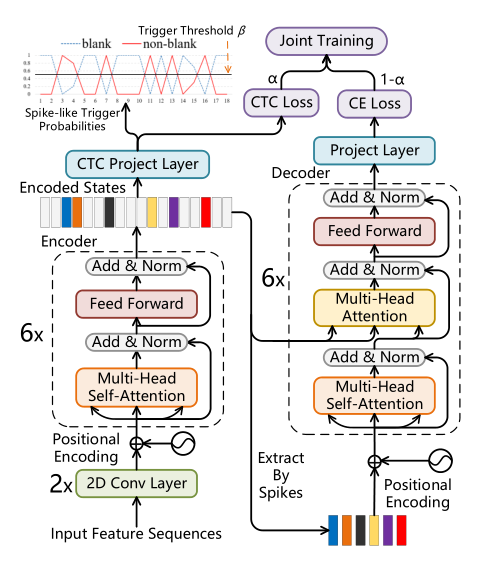 Trigger Threshold β
blank
non-blank
1
0.8
0.6
0.4
0.2
0
1 2 3 4 5 6 7 8 9 10 11 12 13 14 15 16 17 18
Spike-like Trigger
Probabilities
Joint Training
α
1-α
CTC Loss
CE Loss
CTC Project Layer
Project Layer
Encoded States
Decoder
Encoder
Add & Norm
Feed Forward
Add & Norm
Multi-Head
Self-Attention
6x
Positional
Encoding
2x
2D Conv Layer
Input Feature Sequences
Add & Norm
Feed Forward
6x
Add & Norm
Multi-Head
Attention
Add & Norm
Multi-Head
Self-Attention
Extract
By
Spikes
Positional
Encoding